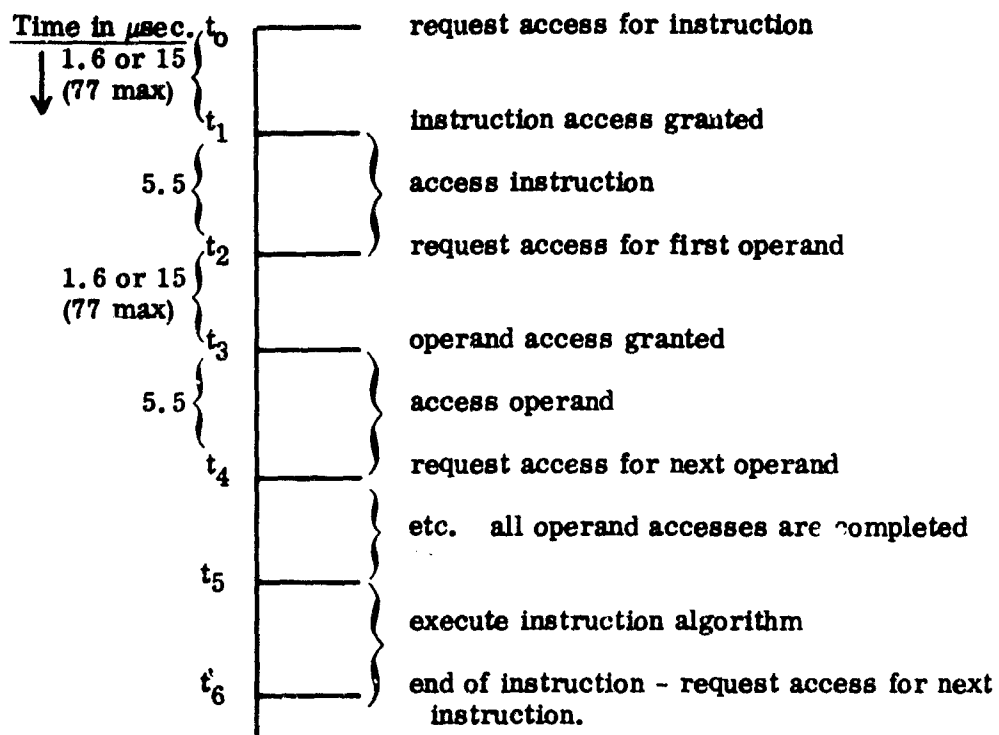 Time in μsec. t0 request access for instruction
1.6 or 15
(77 max)
t1 instruction access granted
5.5 access instruction
t2 request access for first operand
1.6 or 15
(77 max)
t3 operand access granted
5.5 access operand
t4 request access for next operand
etc. all operand accesses are completed
t5
execute instruction algorithm
t6 end of instruction - request access for next
instruction.